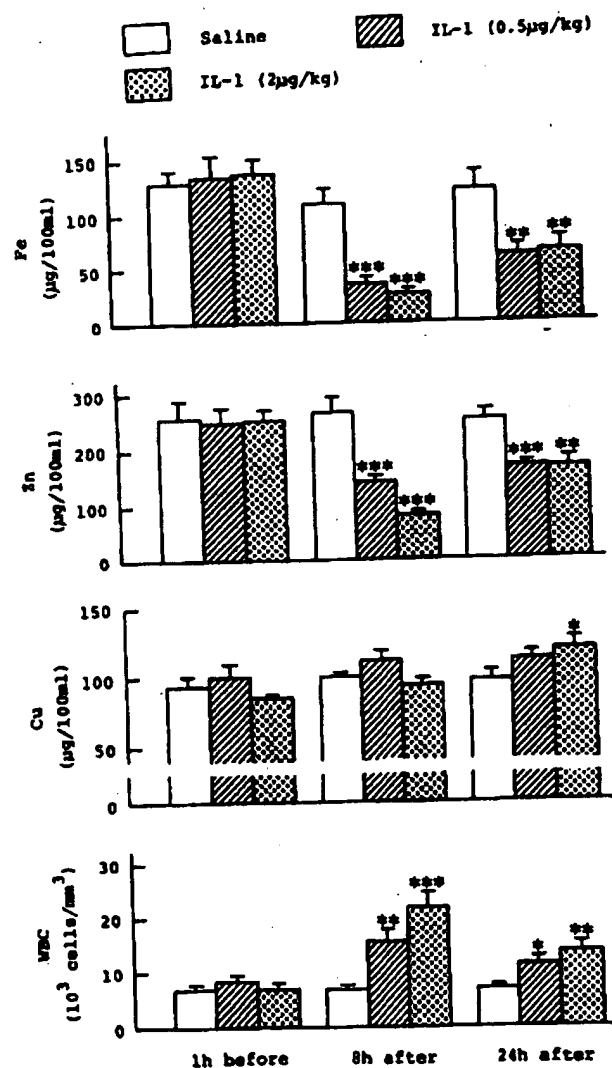 Saline
IL-1 (0.5µg/kg)
IL-1 (2µg/kg)
Fe
(µg/100ml)
150
100
50
0
***
***
**
**
Zn
(µg/100ml)
300
200
100
0
***
***
***
**
Cu
(µg/100ml)
150
100
50
0
*
WBC
(10³ cells/mm³)
30
20
10
0
**
***
*
**
1h before
8h after
24h after